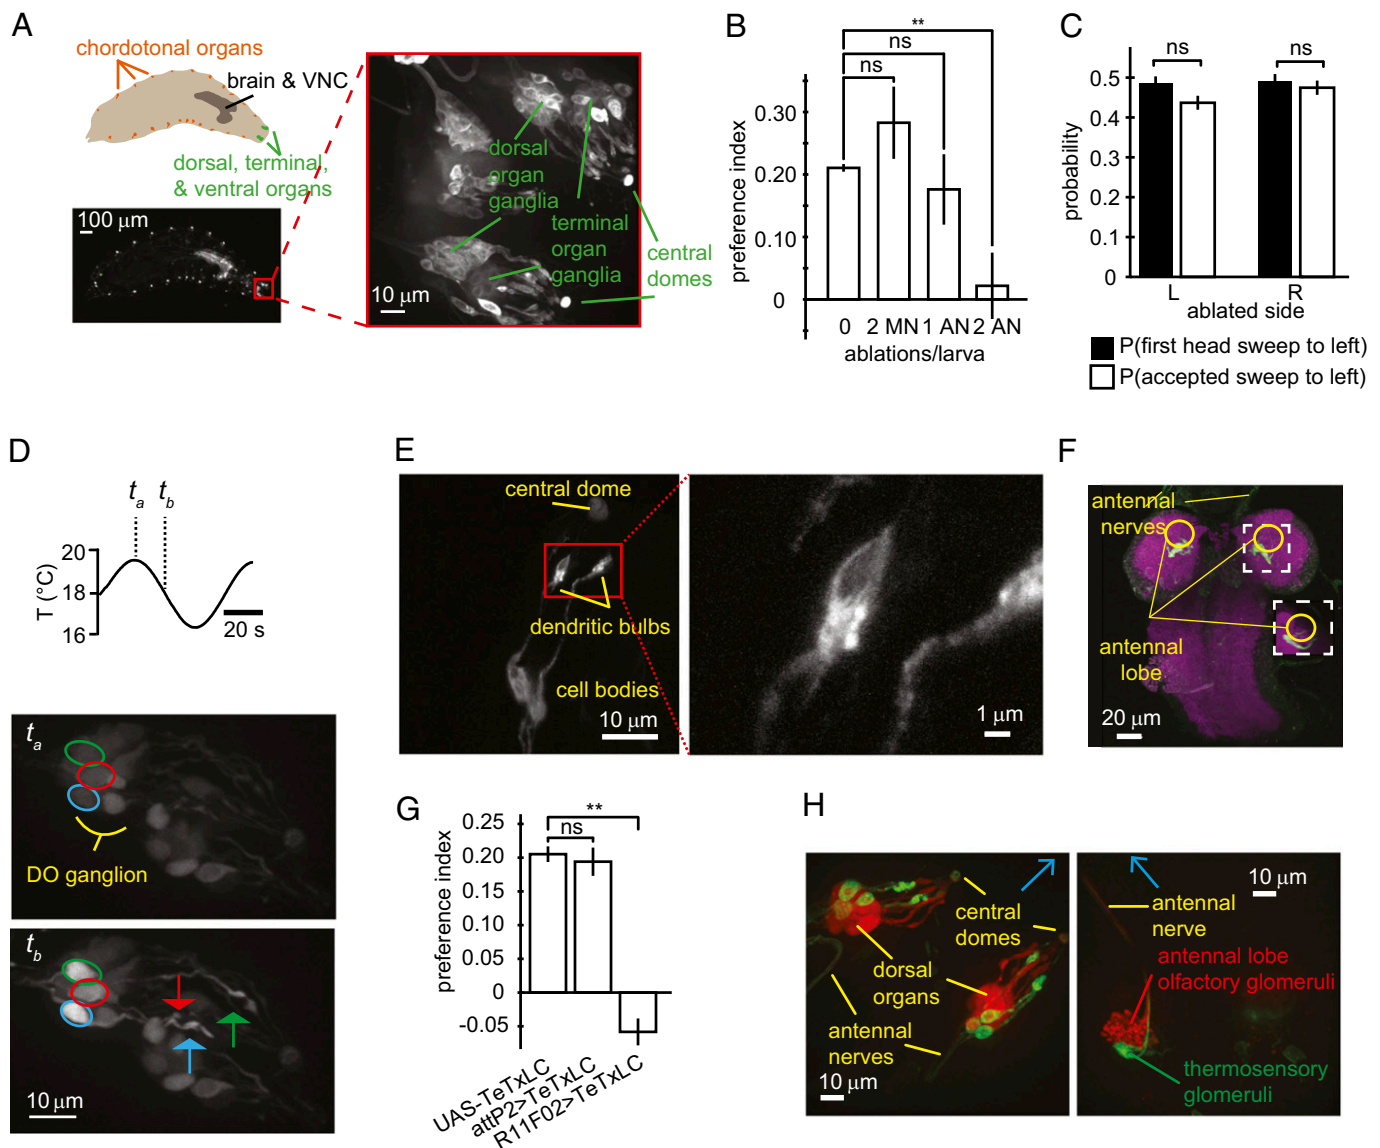 A
chordotonal organs
brain & VNC
dorsal, terminal,
& ventral organs
100 μm
dorsal
organ
ganglia
terminal
organ
ganglia
central
domes
10 μm
B
**
ns
ns
preference index
0.30
0.20
0.10
0
0 2 MN 1 AN 2 AN
ablations/larva
C
ns ns
probability
0.5
0.4
0.3
0.2
0.1
0
L R
ablated side
P(first head sweep to left)
P(accepted sweep to left)
D
ta tb
T (°C)
20
18
16
20 s
ta
DO ganglion
tb
10 μm
E
central dome
dendritic bulbs
cell bodies
10 μm
1 μm
F
antennal
nerves
antennal
lobe
20 μm
G
**
ns
preference index
0.25
0.20
0.15
0.10
0.05
0
-0.05
UAS-TeTxLC
attP2>TeTxLC
R11F02>TeTxLC
H
central
domes
dorsal
organs
antennal
nerves
10 μm
10 μm
antennal
nerve
antennal lobe
olfactory glomeruli
thermosensory
glomeruli